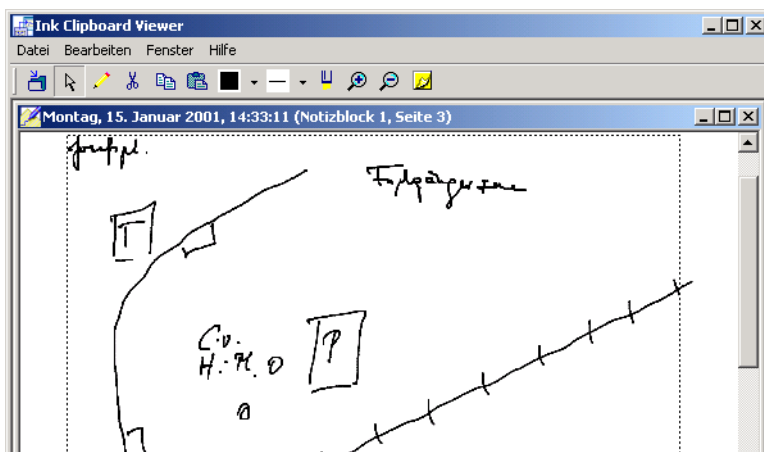 Ink Clipboard Viewer
Datei Bearbeiten Fenster Hilfe
Montag, 15. Januar 2001, 14:33:11 (Notizblock 1, Seite 3)
Fußgängerzone
T
C.v.
H.-H. O
P